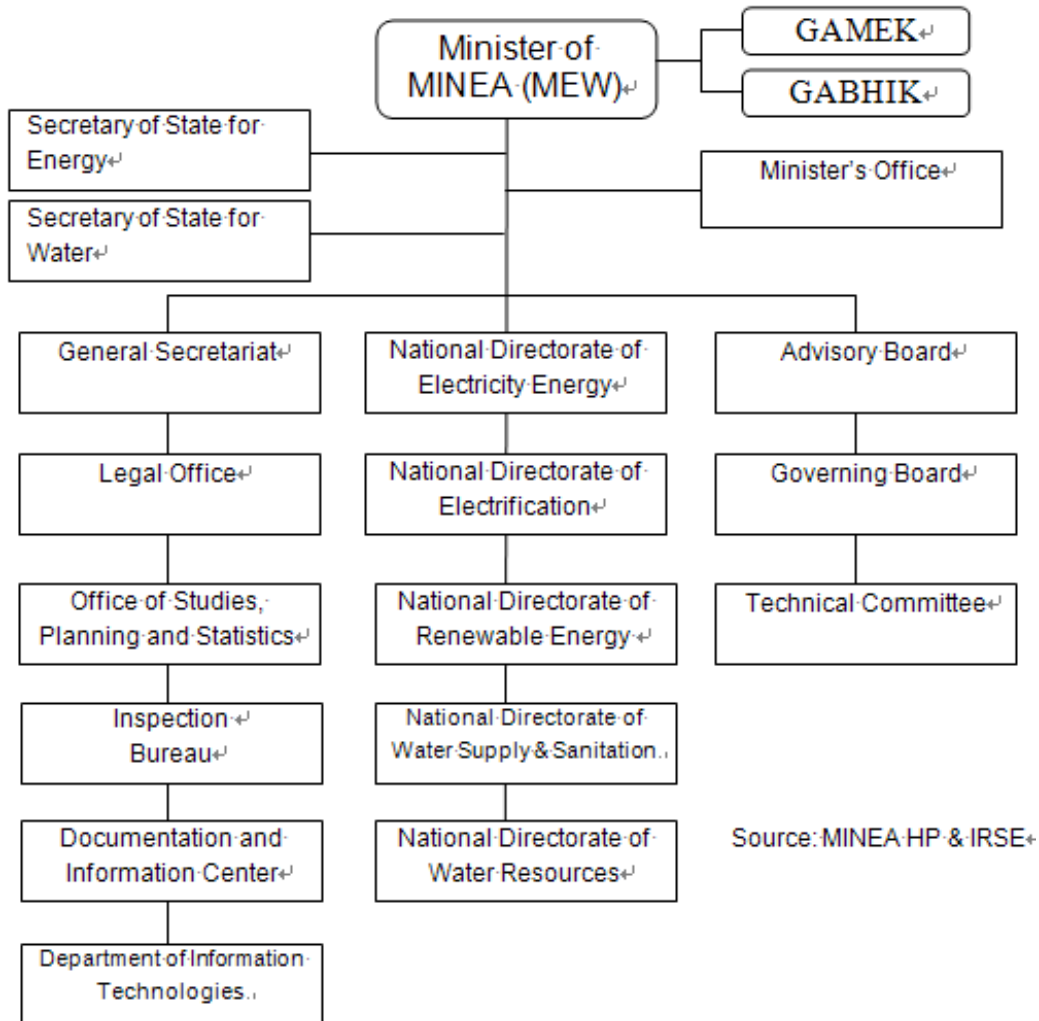 Minister of
MINEA (MEW)
GAMEK
GABHIK
Secretary of State for
Energy
Minister's Office
Secretary of State for
Water
General Secretariat
National Directorate of
Electricity Energy
Advisory Board
Legal Office
National Directorate of
Electrification
Governing Board
Office of Studies,
Planning and Statistics
National Directorate of
Renewable Energy
Technical Committee
Inspection
Bureau
National Directorate of
Water Supply & Sanitation.
Documentation and
Information Center
National Directorate of
Water Resources
Source: MINEA HP & IRSE
Department of Information
Technologies.